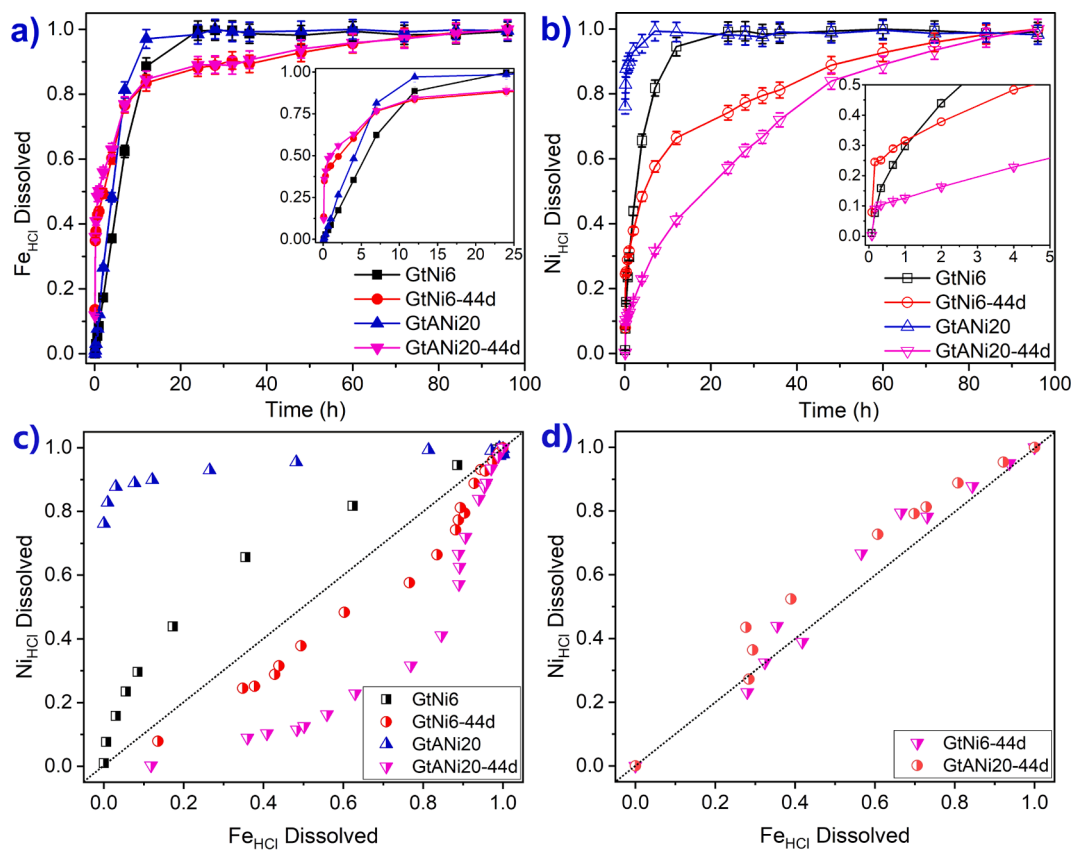 a)
Fe_HCl Dissolved
1.0
0.8
0.6
0.4
0.2
0.0
0 20 40 60 80 100
Time (h)
1.00
0.75
0.50
0.25
0.00
0 5 10 15 20 25
GtNi6
GtNi6-44d
GtANi20
GtANi20-44d
b)
Ni_HCl Dissolved
1.0
0.8
0.6
0.4
0.2
0.0
0 20 40 60 80 100
Time (h)
0.5
0.4
0.3
0.2
0.1
0.0
0 1 2 3 4 5
GtNi6
GtNi6-44d
GtANi20
GtANi20-44d
c)
Ni_HCl Dissolved
1.0
0.8
0.6
0.4
0.2
0.0
0.0 0.2 0.4 0.6 0.8 1.0
Fe_HCl Dissolved
GtNi6
GtNi6-44d
GtANi20
GtANi20-44d
d)
Ni_HCl Dissolved
1.0
0.8
0.6
0.4
0.2
0.0
0.0 0.2 0.4 0.6 0.8 1.0
Fe_HCl Dissolved
GtNi6-44d
GtANi20-44d